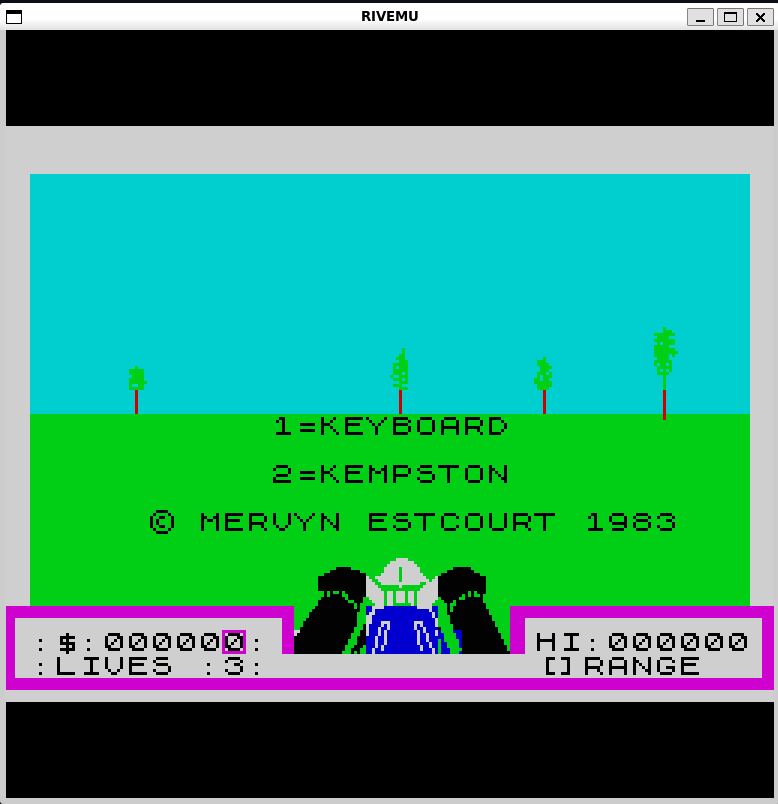 RIVEMU
1=KEYBOARD
2=KEMPSTON
© MERVYN ESTCOURT 1983
:$:000000: HI:000000
:LIVES :3: []RANGE